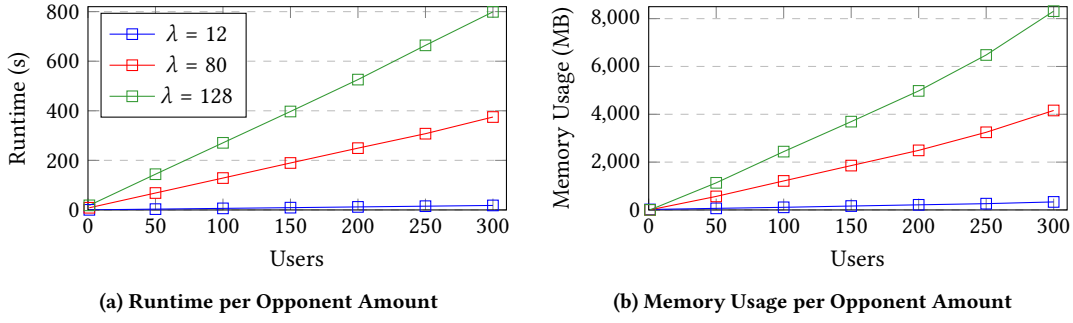 800
600
400
200
0
Runtime (s)
λ = 12
λ = 80
λ = 128
0 50 100 150 200 250 300
Users
(a) Runtime per Opponent Amount
8,000
6,000
4,000
2,000
0
Memory Usage (MB)
0 50 100 150 200 250 300
Users
(b) Memory Usage per Opponent Amount